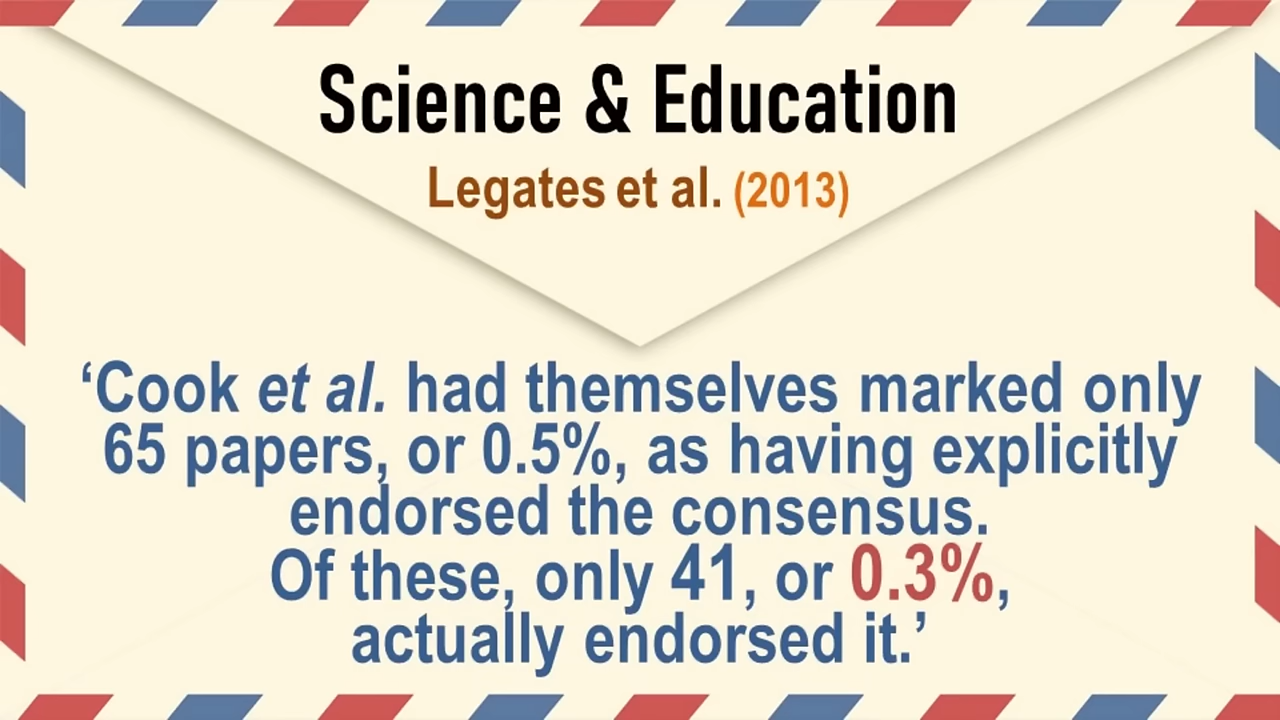 Science & Education
Legates et al. (2013)
‘Cook et al. had themselves marked only
65 papers, or 0.5%, as having explicitly
endorsed the consensus.
Of these, only 41, or 0.3%,
actually endorsed it.’